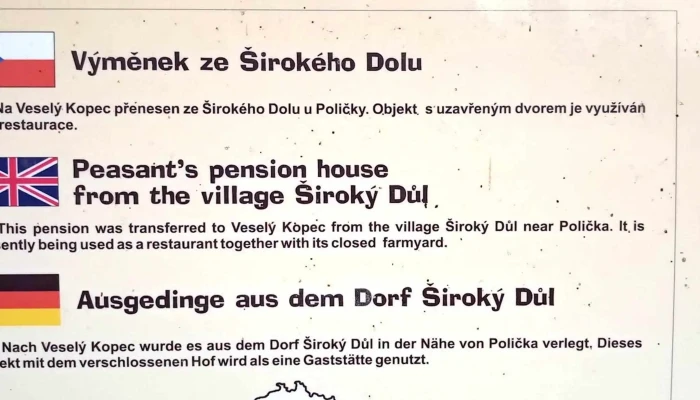 Výměnek ze Širokého Dolu
Na Veselý Kopec přenesen ze Širokého Dolu u Poličky. Objekt s uzavřeným dvorem je využíván
restaurace.
Peasant's pension house
from the village Široký Důl
This pension was transferred to Veselý Kopec from the village Široký Důl near Polička. It is
being used as a restaurant together with its closed farmyard.
Ausgedinge aus dem Dorf Široký Důl
Nach Veselý Kopec wurde es aus dem Dorf Široký Důl in der Nähe von Polička verlegt, Dieses
mit dem verschlossenen Hof wird als eine Gaststätte genutzt.